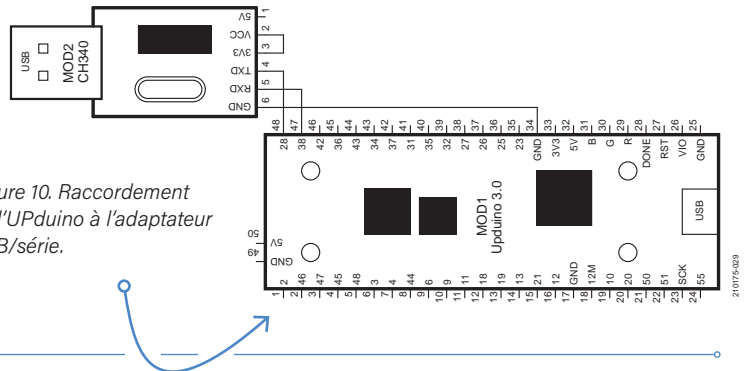 USB
MOD2
CH340
5V 1
VCC 2
3V3 3
TXD 4
RXD 5
GND 6
48 47 46 45 44 43 42 41 40 39 38 37 36 35 34 33 32 31 30 29 28 27 26 25
28 38 42 36 43 34 37 31 35 32 27 26 25 23 GND 3V3 5V B G R DONE RST VIO GND
ure 10. Raccordement
l'UPduino à l'adaptateur
B/série.
50 5V
49 GND
MOD1
Upduino 3.0
USB
2 46 47 45 48 3 4 44 6 9 11 18 19 13 21 12 GND 12M 10 20 50 51 SCK 55
1 2 3 4 5 6 7 8 9 10 11 12 13 14 15 16 17 18 19 20 21 22 23 24
210175-029